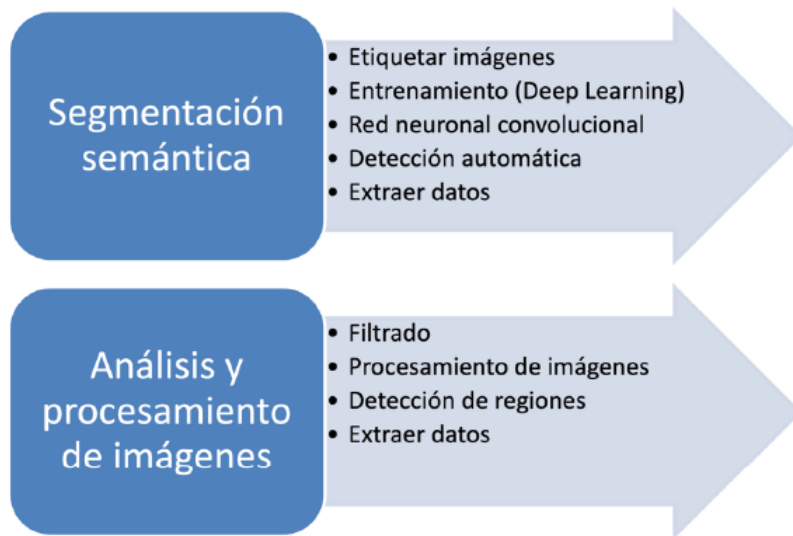 Segmentación
semántica
• Etiquetar imágenes
• Entrenamiento (Deep Learning)
• Red neuronal convolucional
• Detección automática
• Extraer datos
Análisis y
procesamiento
de imágenes
• Filtrado
• Procesamiento de imágenes
• Detección de regiones
• Extraer datos